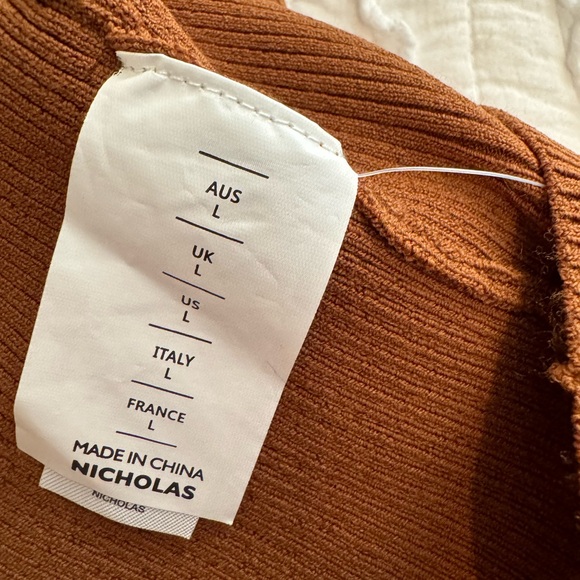 AUS
L
UK
L
US
L
ITALY
L
FRANCE
L
MADE IN CHINA
NICHOLAS
NICHOLAS